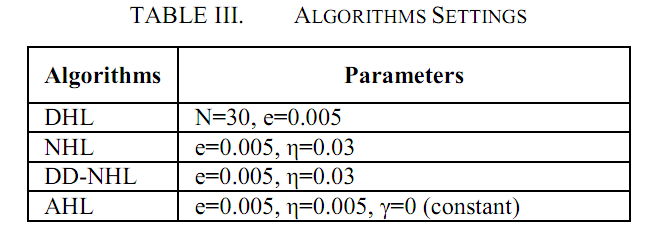 TABLE III. ALGORITHMS SETTINGS
Algorithms Parameters
DHL N=30, e=0.005
NHL e=0.005, η=0.03
DD-NHL e=0.005, η=0.03
AHL e=0.005, η=0.005, γ=0 (constant)